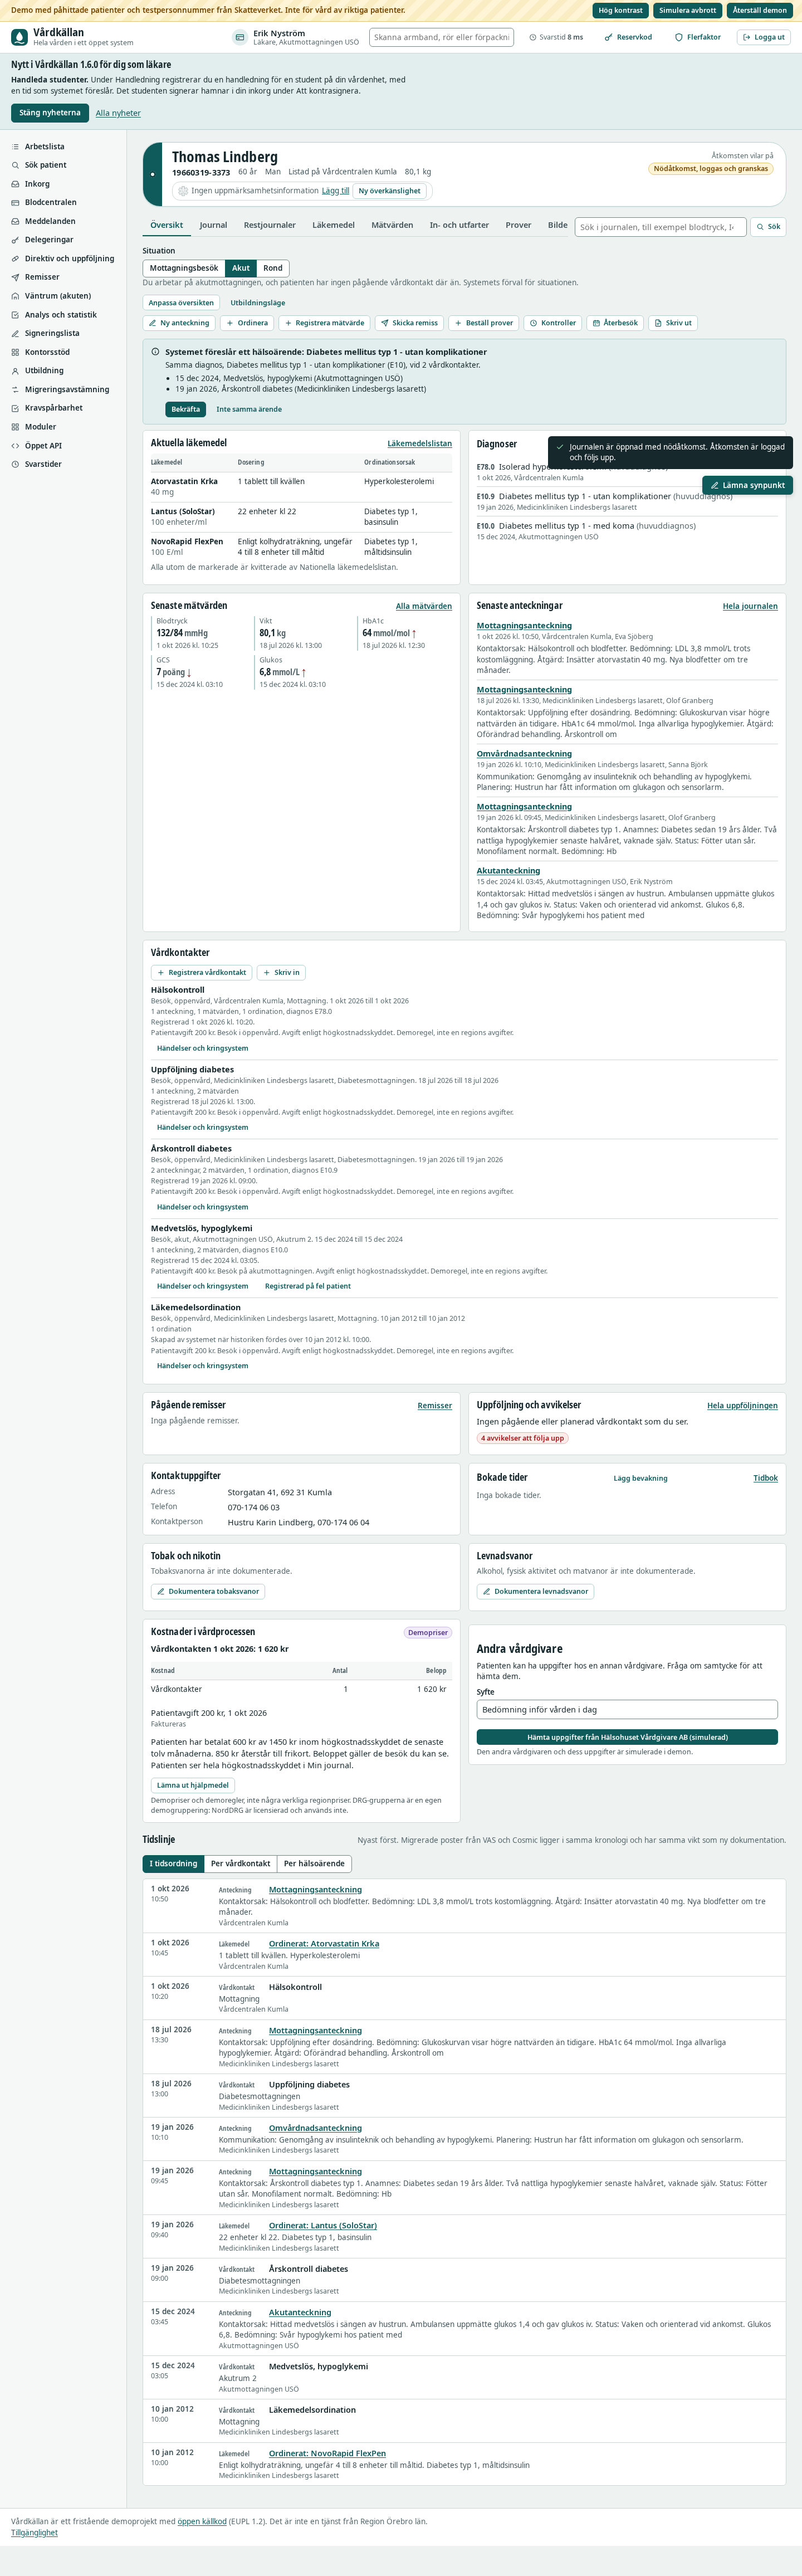 Demo med påhittade patienter och testpersonnummer från Skatteverket. Inte för vård av riktiga patienter.
Hög kontrast
Simulera avbrott
Återställ demon
Vårdkällan
Hela vården i ett öppet system
Erik Nyström
Läkare, Akutmottagningen USÖ
Skanna armband, rör eller förpackn
Svarstid 8 ms
Reservkod
Flerfaktor
Logga ut
Nytt i Vårdkällan 1.6.0 för dig som läkare
Handleda studenter. Under Handledning registrerar du en handledning för en student på din vårdenhet, med
en tid som systemet föreslår. Det studenten signerar hamnar i din inkorg under Att kontrasignera.
Stäng nyheterna
Alla nyheter
Arbetslista
Sök patient
Inkorg
Blodcentralen
Meddelanden
Delegeringar
Direktiv och uppföljning
Remisser
Väntrum (akuten)
Analys och statistik
Signeringslista
Kontorsstöd
Utbildning
Migreringsavstämning
Kravspårbarhet
Moduler
Öppet API
Svarstider
Thomas Lindberg
19660319-3373 60 år Man Listad på Vårdcentralen Kumla 80,1 kg
Ingen uppmärksamhetsinformation Lägg till
Ny överkänslighet
Åtkomsten vilar på
Nödåtkomst, loggas och granskas
Översikt
Journal
Restjournaler
Läkemedel
Mätvärden
In- och utfarter
Prover
Bilde
Sök i journalen, till exempel blodtryck,
Sök
Situation
Mottagningsbesök
Akut
Rond
Du arbetar på akutmottagningen, och patienten har ingen pågående vårdkontakt där än. Systemets förval för situationen.
Anpassa översikten
Utbildningsläge
Ny anteckning
Ordinera
Registrera mätvärde
Skicka remiss
Beställ prover
Kontroller
Återbesök
Skriv ut
Systemet föreslår ett hälsoärende: Diabetes mellitus typ 1 - utan komplikationer
Samma diagnos, Diabetes mellitus typ 1 - utan komplikationer (E10), vid 2 vårdkontakter.
15 dec 2024, Medvetslös, hypoglykemi (Akutmottagningen USÖ)
19 jan 2026, Årskontroll diabetes (Medicinkliniken Lindesbergs lasarett)
Bekräfta
Inte samma ärende
Aktuella läkemedel
Läkemedelslistan
Läkemedel Dosering Ordinationsorsak
Atorvastatin Krka 1 tablett till kvällen Hyperkolesterolemi
40 mg
Lantus (SoloStar) 22 enheter kl 22 Diabetes typ 1,
100 enheter/ml basinsulin
NovoRapid FlexPen Enligt kolhydraträkning, ungefär Diabetes typ 1,
100 E/ml 4 till 8 enheter till måltid måltidsinsulin
Alla utom de markerade är kvitterade av Nationella läkemedelslistan.
Diagnoser
Journalen är öppnad med nödåtkomst. Åtkomsten är loggad
och följs upp.
E78.0 Isolerad
1 okt 2026, Vårdcentralen Kumla
Lämna synpunkt
E10.9 Diabetes mellitus typ 1 - utan komplikationer (huvuddiagnos)
19 jan 2026, Medicinkliniken Lindesbergs lasarett
E10.0 Diabetes mellitus typ 1 - med koma (huvuddiagnos)
15 dec 2024, Akutmottagningen USÖ
Senaste mätvärden
Alla mätvärden
Blodtryck Vikt HbA1c
132/84 mmHg 80,1 kg 64 mmol/mol ↑
1 okt 2026 kl. 10:25 18 jul 2026 kl. 13:00 18 jul 2026 kl. 12:30
GCS Glukos
7 poäng ↓ 6,8 mmol/L ↑
15 dec 2024 kl. 03:10 15 dec 2024 kl. 03:10
Senaste anteckningar
Hela journalen
Mottagningsanteckning
1 okt 2026 kl. 10:50, Vårdcentralen Kumla, Eva Sjöberg
Kontaktorsak: Hälsokontroll och blodfetter. Bedömning: LDL 3,8 mmol/L trots
kostomläggning. Åtgärd: Insätter atorvastatin 40 mg. Nya blodfetter om tre
månader.
Mottagningsanteckning
18 jul 2026 kl. 13:30, Medicinkliniken Lindesbergs lasarett, Olof Granberg
Kontaktorsak: Uppföljning efter dosändring. Bedömning: Glukoskurvan visar högre
nattvärden än tidigare. HbA1c 64 mmol/mol. Inga allvarliga hypoglykemier. Åtgärd:
Oförändrad behandling. Årskontroll om
Omvårdnadsanteckning
19 jan 2026 kl. 10:10, Medicinkliniken Lindesbergs lasarett, Sanna Björk
Kommunikation: Genomgång av insulinteknik och behandling av hypoglykemi.
Planering: Hustrun har fått information om glukagon och sensorlarm.
Mottagningsanteckning
19 jan 2026 kl. 09:45, Medicinkliniken Lindesbergs lasarett, Olof Granberg
Kontaktorsak: Årskontroll diabetes typ 1. Anamnes: Diabetes sedan 19 års ålder. Två
nattliga hypoglykemier senaste halvåret, vaknade själv. Status: Fötter utan sår.
Monofilament normalt. Bedömning: Hb
Akutanteckning
15 dec 2024 kl. 03:45, Akutmottagningen USÖ, Erik Nyström
Kontaktorsak: Hittad medvetslös i sängen av hustrun. Ambulansen uppmätte glukos
1,4 och gav glukos iv. Status: Vaken och orienterad vid ankomst. Glukos 6,8.
Bedömning: Svår hypoglykemi hos patient med
Vårdkontakter
Registrera vårdkontakt
Skriv in
Hälsokontroll
Besök, öppenvård, Vårdcentralen Kumla, Mottagning. 1 okt 2026 till 1 okt 2026
1 anteckning, 1 mätvärden, 1 ordination, diagnos E78.0
Registrerad 1 okt 2026 kl. 10:20.
Patientavgift 200 kr. Besök i öppenvård. Avgift enligt högkostnadsskyddet. Demoregel, inte en regions avgifter.
Händelser och kringsystem
Uppföljning diabetes
Besök, öppenvård, Medicinkliniken Lindesbergs lasarett, Diabetesmottagningen. 18 jul 2026 till 18 jul 2026
1 anteckning, 2 mätvärden
Registrerad 18 jul 2026 kl. 13:00.
Patientavgift 200 kr. Besök i öppenvård. Avgift enligt högkostnadsskyddet. Demoregel, inte en regions avgifter.
Händelser och kringsystem
Årskontroll diabetes
Besök, öppenvård, Medicinkliniken Lindesbergs lasarett, Diabetesmottagningen. 19 jan 2026 till 19 jan 2026
2 anteckningar, 2 mätvärden, 1 ordination, diagnos E10.9
Registrerad 19 jan 2026 kl. 09:00.
Patientavgift 200 kr. Besök i öppenvård. Avgift enligt högkostnadsskyddet. Demoregel, inte en regions avgifter.
Händelser och kringsystem
Medvetslös, hypoglykemi
Besök, akut, Akutmottagningen USÖ, Akutrum 2. 15 dec 2024 till 15 dec 2024
1 anteckning, 2 mätvärden, diagnos E10.0
Registrerad 15 dec 2024 kl. 03:05.
Patientavgift 400 kr. Besök på akutmottagningen. Avgift enligt högkostnadsskyddet. Demoregel, inte en regions avgifter.
Händelser och kringsystem
Registrerad på fel patient
Läkemedelsordination
Besök, öppenvård, Medicinkliniken Lindesbergs lasarett, Mottagning. 10 jan 2012 till 10 jan 2012
1 ordination
Skapad av systemet när historiken fördes över 10 jan 2012 kl. 10:00.
Patientavgift 200 kr. Besök i öppenvård. Avgift enligt högkostnadsskyddet. Demoregel, inte en regions avgifter.
Händelser och kringsystem
Pågående remisser
Remisser
Inga pågående remisser.
Uppföljning och avvikelser
Hela uppföljningen
Ingen pågående eller planerad vårdkontakt som du ser.
4 avvikelser att följa upp
Kontaktuppgifter
Adress Storgatan 41, 692 31 Kumla
Telefon 070-174 06 03
Kontaktperson Hustru Karin Lindberg, 070-174 06 04
Bokade tider
Lägg bevakning
Tidbok
Inga bokade tider.
Tobak och nikotin
Tobaksvanorna är inte dokumenterade.
Dokumentera tobaksvanor
Levnadsvanor
Alkohol, fysisk aktivitet och matvanor är inte dokumenterade.
Dokumentera levnadsvanor
Kostnader i vårdprocessen
Demopriser
Vårdkontakten 1 okt 2026: 1 620 kr
Kostnad Antal Belopp
Vårdkontakter 1 1 620 kr
Patientavgift 200 kr, 1 okt 2026
Faktureras
Patienten har betalat 600 kr av 1450 kr inom högkostnadsskyddet de senaste
tolv månaderna. 850 kr återstår till frikort. Beloppet gäller de besök du kan se.
Patienten ser hela högkostnadsskyddet i Min journal.
Lämna ut hjälpmedel
Demopriser och demoregler, inte några verkliga regionpriser. DRG-grupperna är en egen
demogruppering: NordDRG är licensierad och används inte.
Andra vårdgivare
Patienten kan ha uppgifter hos en annan vårdgivare. Fråga om samtycke för att
hämta dem.
Syfte
Bedömning inför vården i dag
Hämta uppgifter från Hälsohuset Vårdgivare AB (simulerad)
Den andra vårdgivaren och dess uppgifter är simulerade i demon.
Tidslinje
Nyast först. Migrerade poster från VAS och Cosmic ligger i samma kronologi och har samma vikt som ny dokumentation.
I tidsordning
Per vårdkontakt
Per hälsoärende
1 okt 2026 Anteckning Mottagningsanteckning
10:50 Kontaktorsak: Hälsokontroll och blodfetter. Bedömning: LDL 3,8 mmol/L trots kostomläggning. Åtgärd: Insätter atorvastatin 40 mg. Nya blodfetter om tre
månader.
Vårdcentralen Kumla
1 okt 2026 Läkemedel Ordinerat: Atorvastatin Krka
10:45 1 tablett till kvällen. Hyperkolesterolemi
Vårdcentralen Kumla
1 okt 2026 Vårdkontakt Hälsokontroll
10:20 Mottagning
Vårdcentralen Kumla
18 jul 2026 Anteckning Mottagningsanteckning
13:30 Kontaktorsak: Uppföljning efter dosändring. Bedömning: Glukoskurvan visar högre nattvärden än tidigare. HbA1c 64 mmol/mol. Inga allvarliga
hypoglykemier. Åtgärd: Oförändrad behandling. Årskontroll om
Medicinkliniken Lindesbergs lasarett
18 jul 2026 Vårdkontakt Uppföljning diabetes
13:00 Diabetesmottagningen
Medicinkliniken Lindesbergs lasarett
19 jan 2026 Anteckning Omvårdnadsanteckning
10:10 Kommunikation: Genomgång av insulinteknik och behandling av hypoglykemi. Planering: Hustrun har fått information om glukagon och sensorlarm.
Medicinkliniken Lindesbergs lasarett
19 jan 2026 Anteckning Mottagningsanteckning
09:45 Kontaktorsak: Årskontroll diabetes typ 1. Anamnes: Diabetes sedan 19 års ålder. Två nattliga hypoglykemier senaste halvåret, vaknade själv. Status: Fötter
utan sår. Monofilament normalt. Bedömning: Hb
Medicinkliniken Lindesbergs lasarett
19 jan 2026 Läkemedel Ordinerat: Lantus (SoloStar)
09:40 22 enheter kl 22. Diabetes typ 1, basinsulin
Medicinkliniken Lindesbergs lasarett
19 jan 2026 Vårdkontakt Årskontroll diabetes
09:00 Diabetesmottagningen
Medicinkliniken Lindesbergs lasarett
15 dec 2024 Anteckning Akutanteckning
03:45 Kontaktorsak: Hittad medvetslös i sängen av hustrun. Ambulansen uppmätte glukos 1,4 och gav glukos iv. Status: Vaken och orienterad vid ankomst. Glukos
6,8. Bedömning: Svår hypoglykemi hos patient med
Akutmottagningen USÖ
15 dec 2024 Vårdkontakt Medvetslös, hypoglykemi
03:05 Akutrum 2
Akutmottagningen USÖ
10 jan 2012 Vårdkontakt Läkemedelsordination
10:00 Mottagning
Medicinkliniken Lindesbergs lasarett
10 jan 2012 Läkemedel Ordinerat: NovoRapid FlexPen
10:00 Enligt kolhydraträkning, ungefär 4 till 8 enheter till måltid. Diabetes typ 1, måltidsinsulin
Medicinkliniken Lindesbergs lasarett
Vårdkällan är ett fristående demoprojekt med öppen källkod (EUPL 1.2). Det är inte en tjänst från Region Örebro län.
Tillgänglighet